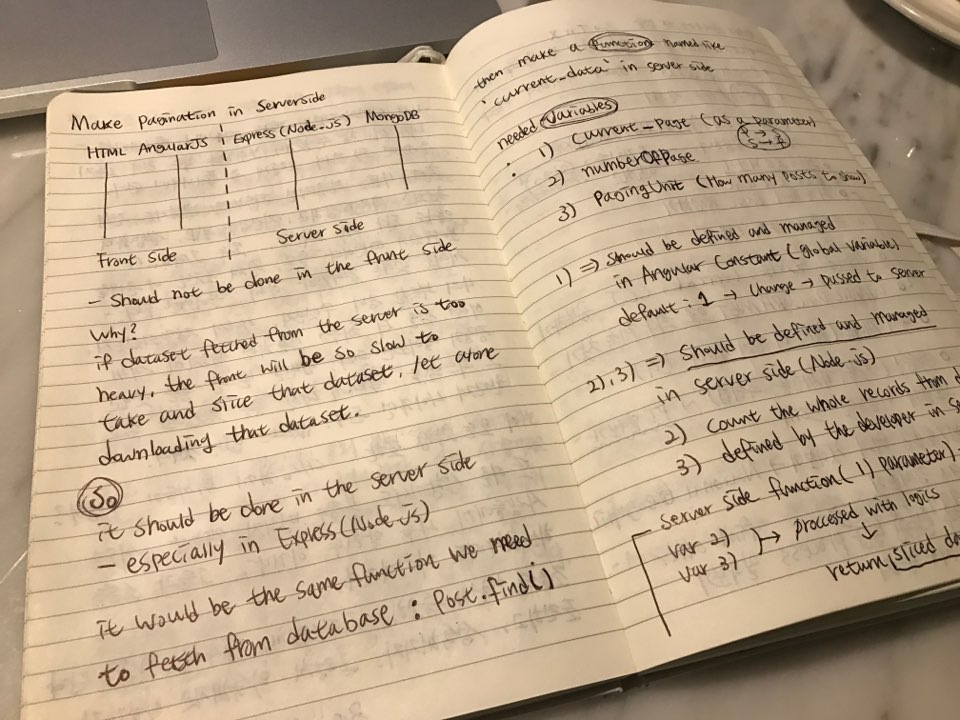 Make Pagination in Serverside
HTML AngularJS Express (Node.js) MongoDB
Front side Server side
- Should not be done in the front side
Why?
if dataset fetched from the server is too
heavy, the front will be so slow to
take and slice that dataset, let alone
downloading that dataset.
So
it should be done in the server side
- especially in Express (Node.js)
it would be the same function we need
to fetch from database : Post.find()
then make a function named like
'current_data' in server side
needed variables
: 1) Current_page (as a parameter)
2) numberOfPage
3) PagingUnit (How many posts to show)
1) ⇒ should be defined and managed
in Angular Constant (global variable)
default : 1 → change → passed to server
2), 3) ⇒ should be defined and managed
in server side (Node.js)
2) count the whole records from
3) defined by the developer in
server side function( 1) parameter)
var 2)
var 3) → proccessed with logics
↓
return sliced